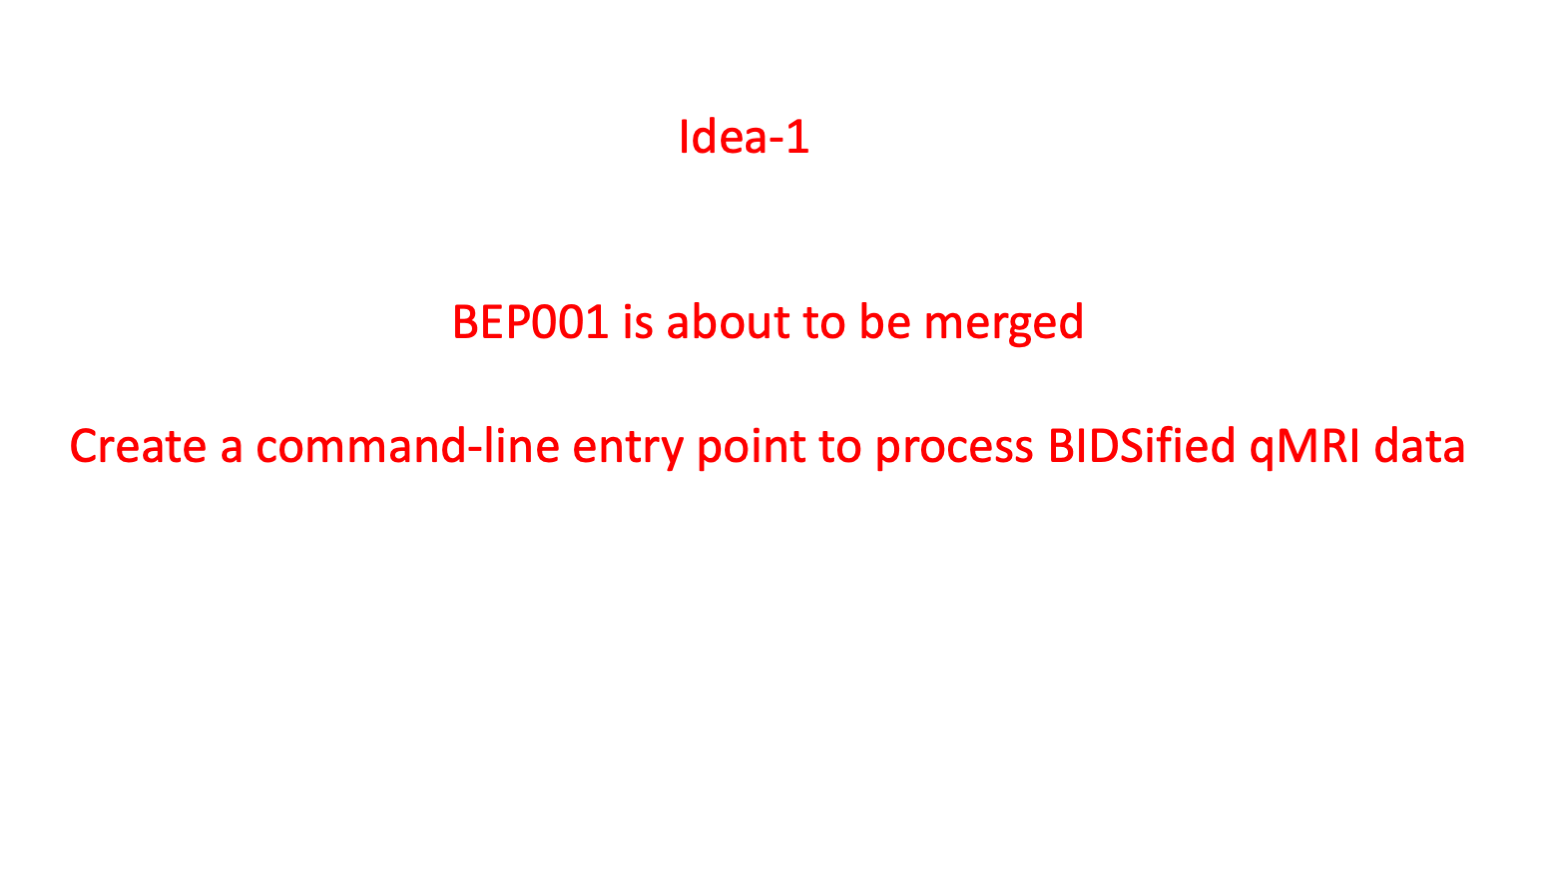 Idea-1
BEP001 is about to be merged
Create a command-line entry point to process BIDSified qMRI data